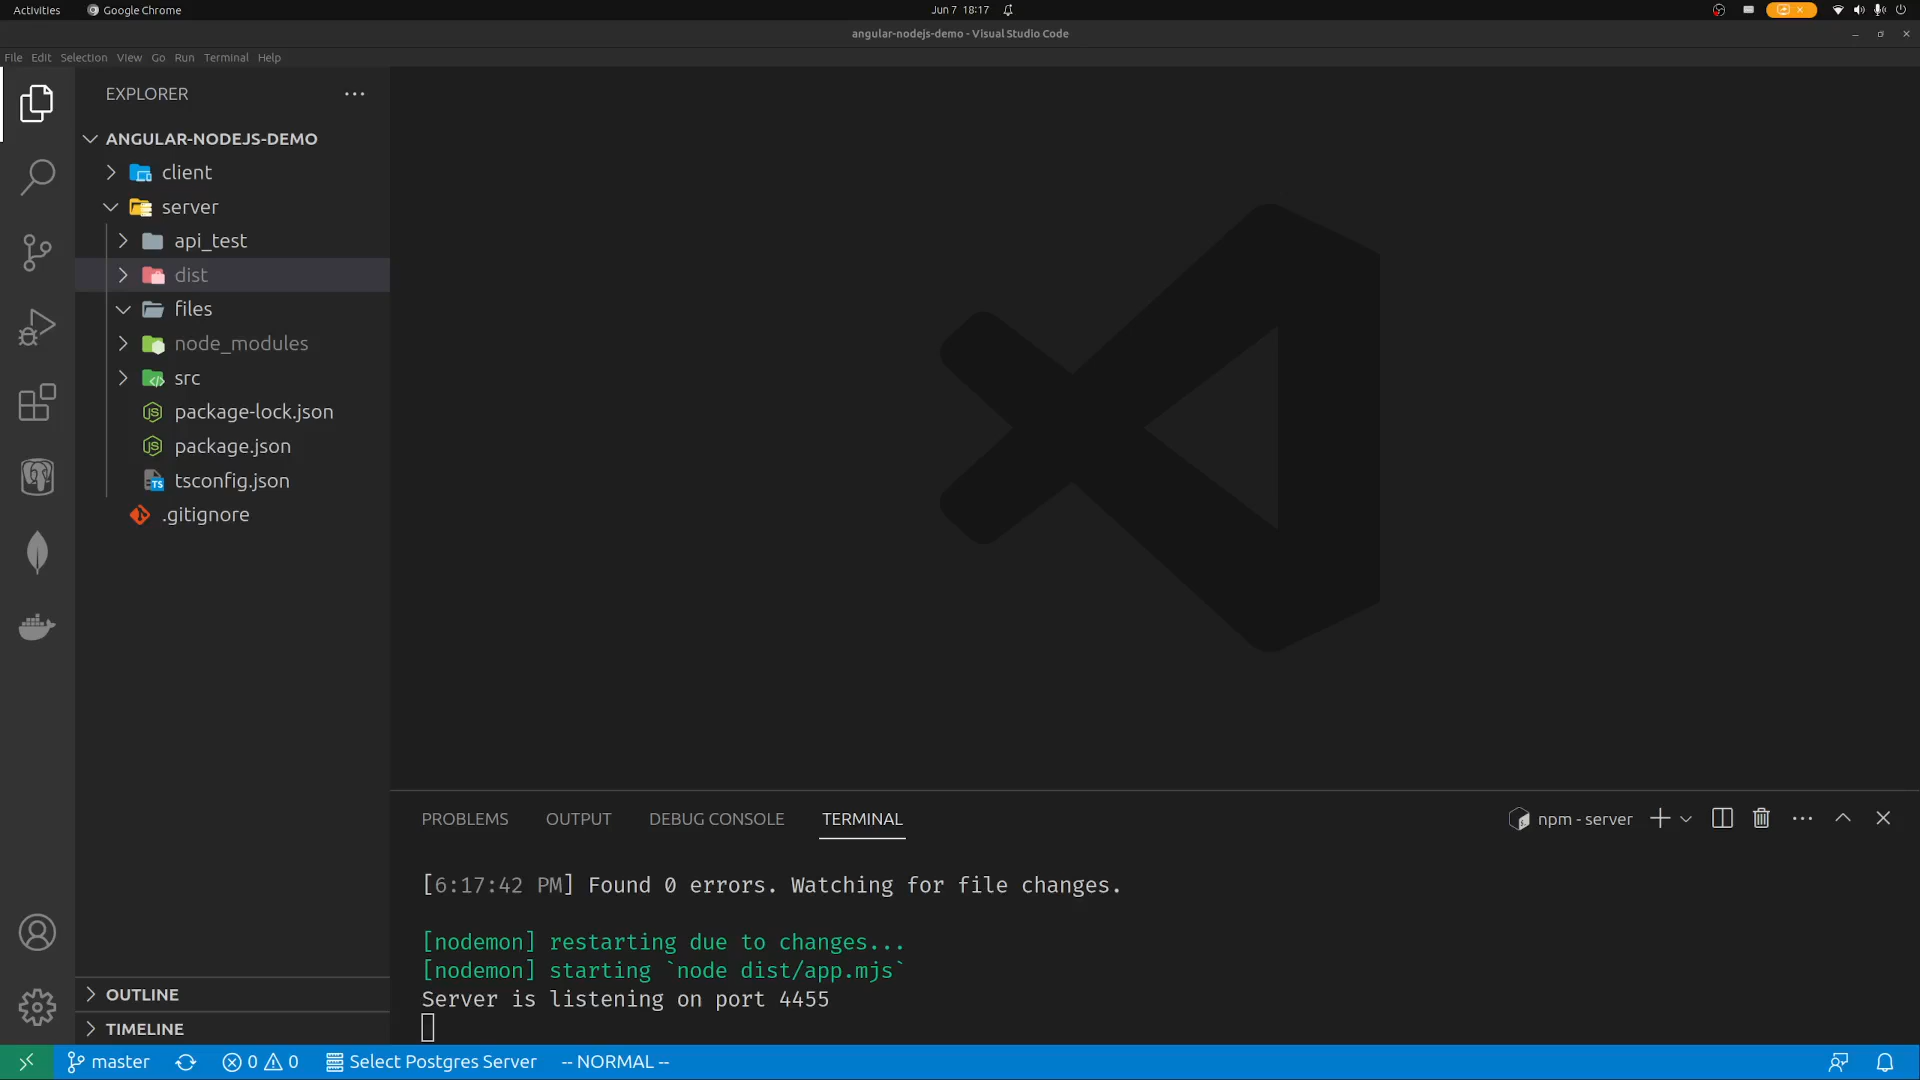 Activities
Google Chrome
Jun 7 18:17
angular-nodejs-demo - Visual Studio Code
File Edit Selection View Go Run Terminal Help
EXPLORER
ANGULAR-NODEJS-DEMO
client
server
api_test
dist
files
node_modules
src
package-lock.json
package.json
tsconfig.json
.gitignore
OUTLINE
TIMELINE
PROBLEMS OUTPUT DEBUG CONSOLE TERMINAL
npm - server
[6:17:42 PM] Found 0 errors. Watching for file changes.
[nodemon] restarting due to changes...
[nodemon] starting `node dist/app.mjs`
Server is listening on port 4455
master 0 0 Select Postgres Server -- NORMAL --